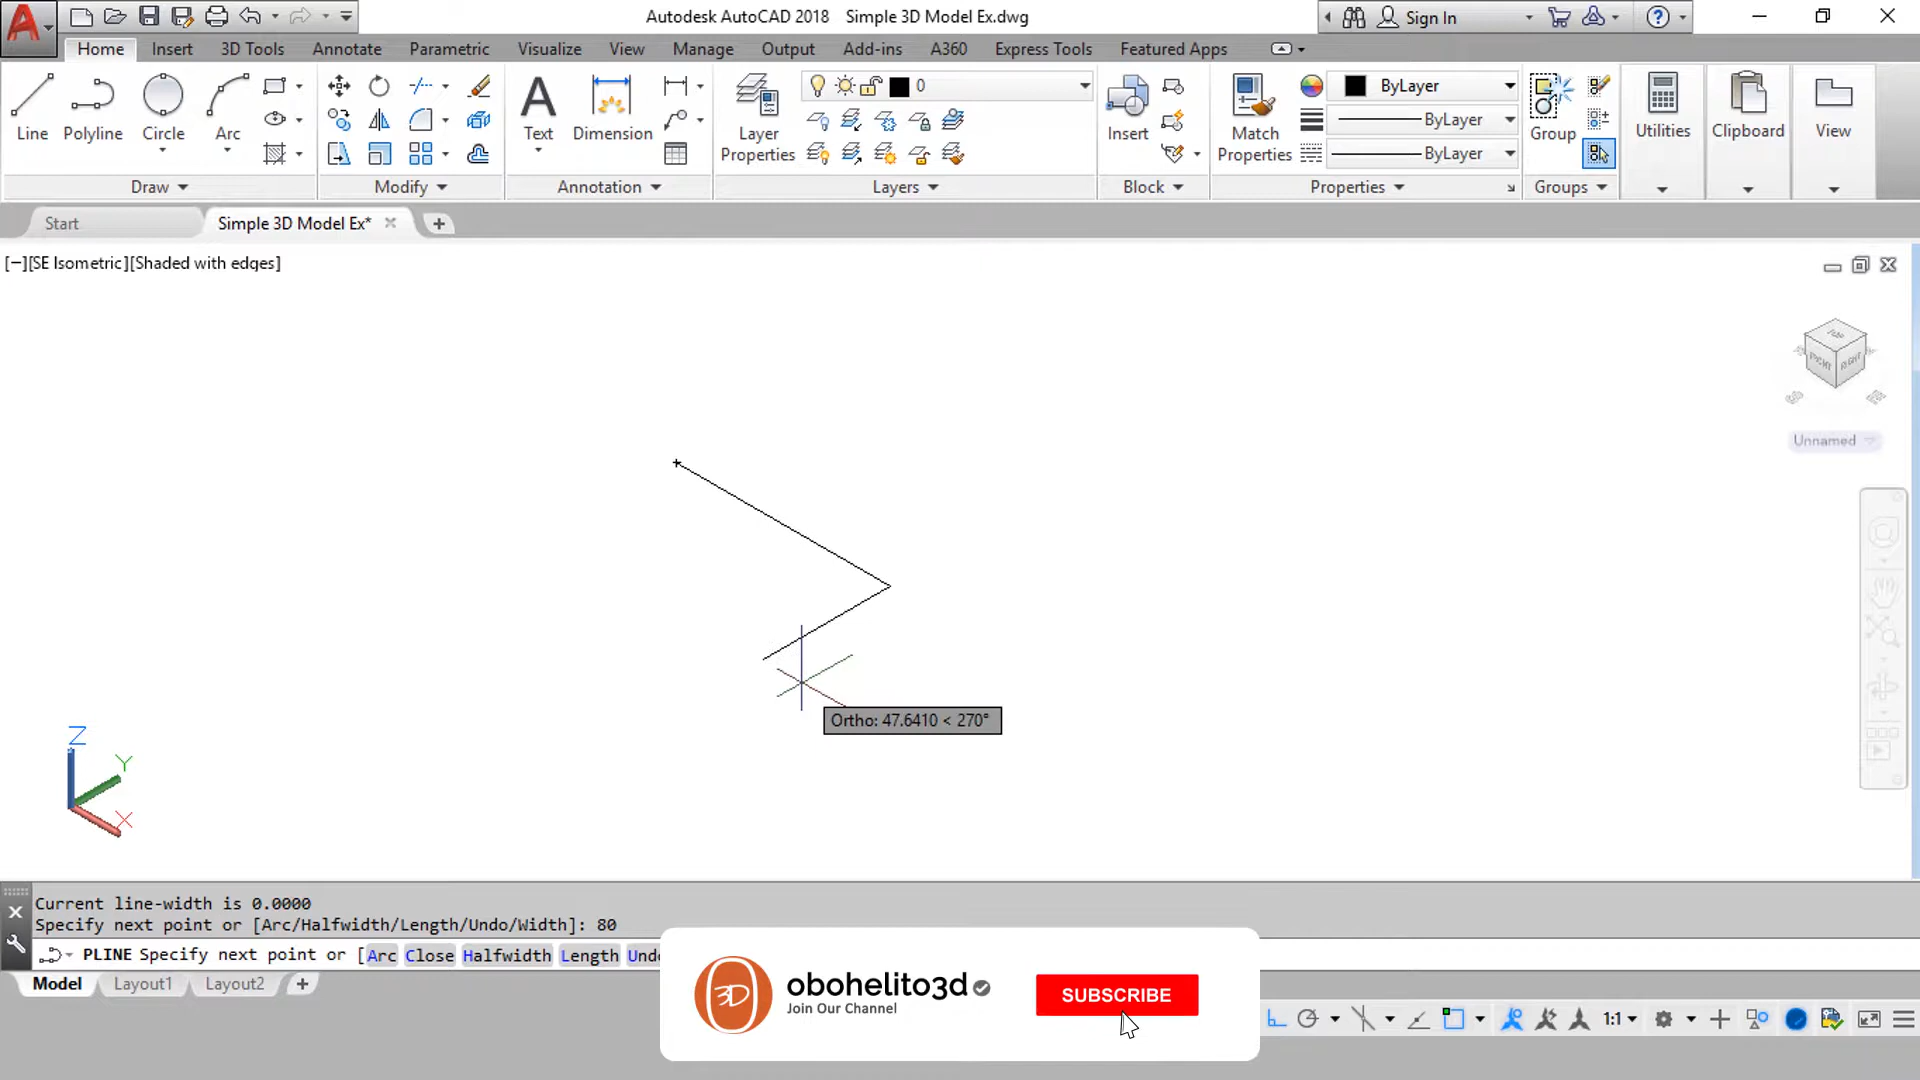 Autodesk AutoCAD 2018 Simple 3D Model Ex.dwg
Sign In
Home Insert 3D Tools Annotate Parametric Visualize View Manage Output Add-ins A360 Express Tools Featured Apps
0
ByLayer
ByLayer
ByLayer
Line Polyline Circle Arc
Text Dimension
Layer Properties
Insert
Match Properties
Group
Utilities Clipboard View
Draw Modify Annotation Layers Block Properties Groups
Start Simple 3D Model Ex*
[−][SE Isometric][Shaded with edges]
TOP
FRONT RIGHT
Unnamed
Ortho: 47.6410 < 270°
Z
Y
X
Current line-width is 0.0000
Specify next point or [Arc/Halfwidth/Length/Undo/Width]: 80
PLINE Specify next point or [Arc Close Halfwidth Length Undo
Model Layout1 Layout2
3D
obohelito3d
Join Our Channel
SUBSCRIBE
1:1